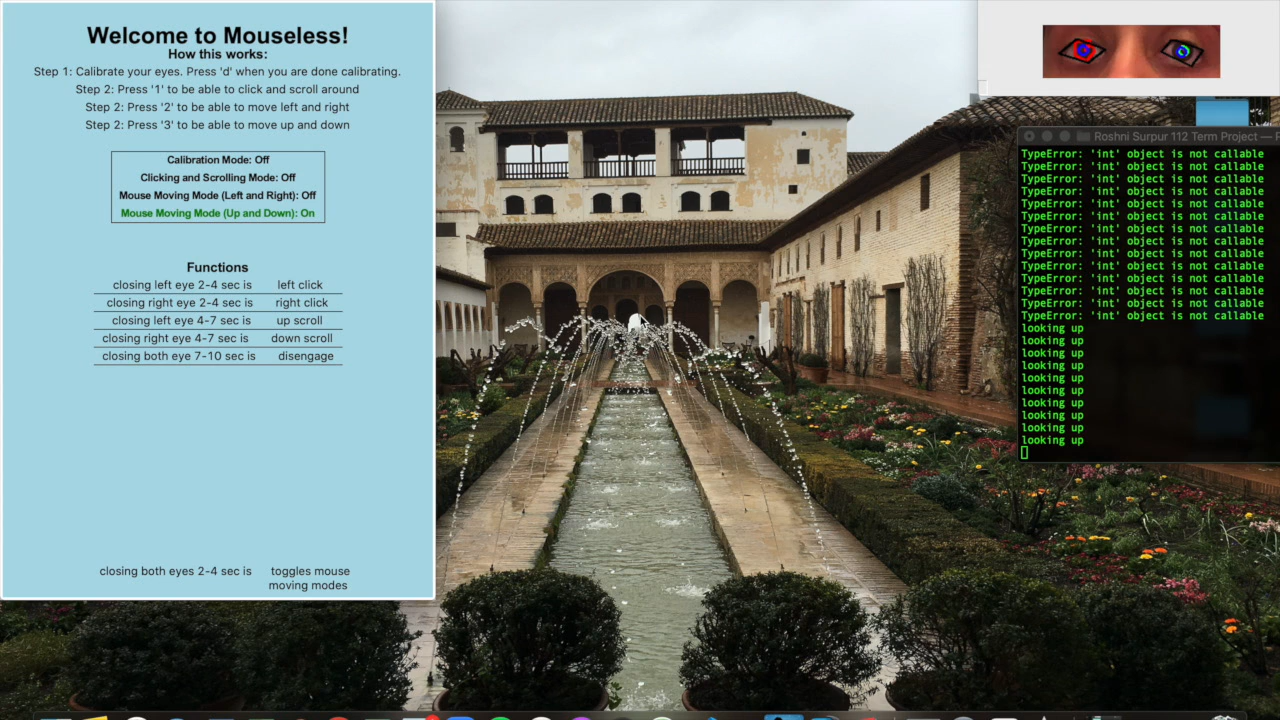 Welcome to Mouseless!
How this works:
Step 1: Calibrate your eyes. Press 'd' when you are done calibrating.
Step 2: Press '1' to be able to click and scroll around
Step 2: Press '2' to be able to move left and right
Step 2: Press '3' to be able to move up and down
Calibration Mode: Off
Clicking and Scrolling Mode: Off
Mouse Moving Mode (Left and Right): Off
Mouse Moving Mode (Up and Down): On
Functions
closing left eye 2-4 sec is left click
closing right eye 2-4 sec is right click
closing left eye 4-7 sec is up scroll
closing right eye 4-7 sec is down scroll
closing both eye 7-10 sec is disengage
closing both eyes 2-4 sec is toggles mouse
moving modes
Roshni Surpur 112 Term Project —
TypeError: 'int' object is not callable
TypeError: 'int' object is not callable
TypeError: 'int' object is not callable
TypeError: 'int' object is not callable
TypeError: 'int' object is not callable
TypeError: 'int' object is not callable
TypeError: 'int' object is not callable
TypeError: 'int' object is not callable
TypeError: 'int' object is not callable
TypeError: 'int' object is not callable
TypeError: 'int' object is not callable
TypeError: 'int' object is not callable
TypeError: 'int' object is not callable
TypeError: 'int' object is not callable
looking up
looking up
looking up
looking up
looking up
looking up
looking up
looking up
looking up
looking up